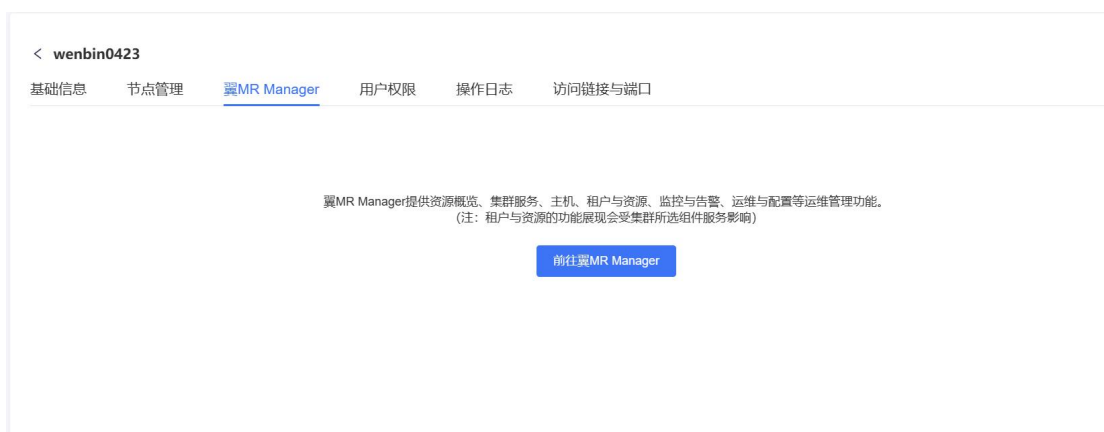 < wenbin0423
基础信息 节点管理 翼MR Manager 用户权限 操作日志 访问链接与端口
翼MR Manager提供资源概览、集群服务、主机、租户与资源、监控与告警、运维与配置等运维管理功能。
(注：租户与资源的功能展现会受集群所选组件服务影响)
前往翼MR Manager